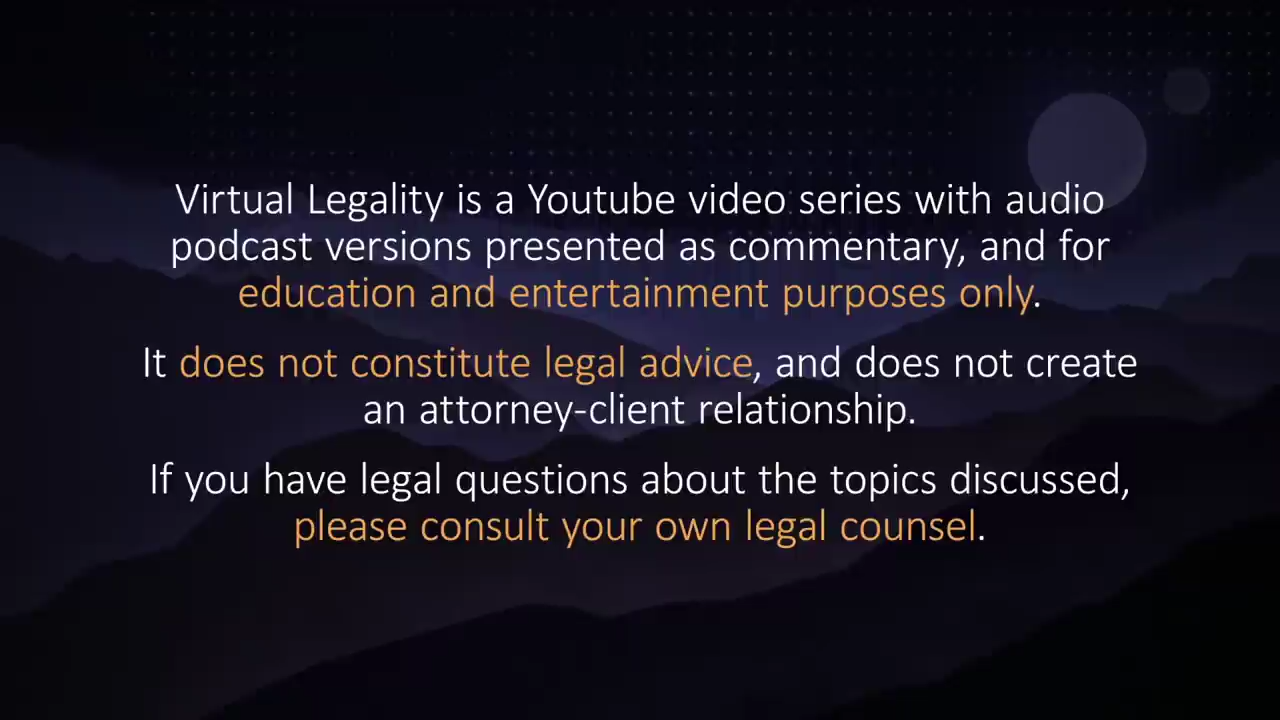 Virtual Legality is a Youtube video series with audio
podcast versions presented as commentary, and for
education and entertainment purposes only.
It does not constitute legal advice, and does not create
an attorney-client relationship.
If you have legal questions about the topics discussed,
please consult your own legal counsel.